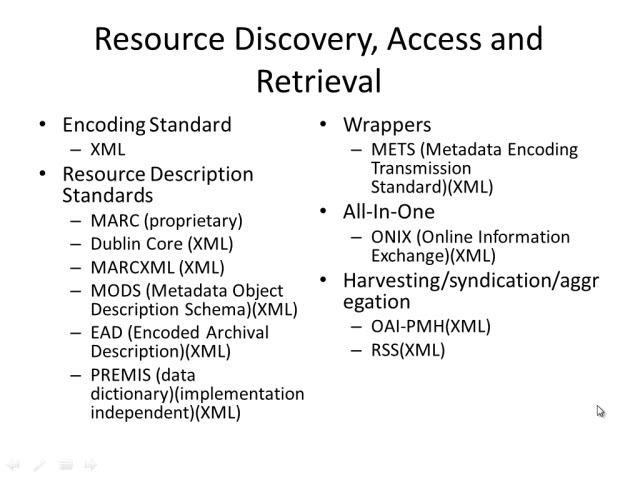 Resource Discovery, Access and
Retrieval
• Encoding Standard
– XML
• Resource Description
Standards
– MARC (proprietary)
– Dublin Core (XML)
– MARCXML (XML)
– MODS (Metadata Object
Description Schema)(XML)
– EAD (Encoded Archival
Description)(XML)
– PREMIS (data
dictionary)(implementation
independent)(XML)
• Wrappers
– METS (Metadata Encoding
Transmission
Standard)(XML)
• All-In-One
– ONIX (Online Information
Exchange)(XML)
• Harvesting/syndication/aggr
egation
– OAI-PMH(XML)
– RSS(XML)